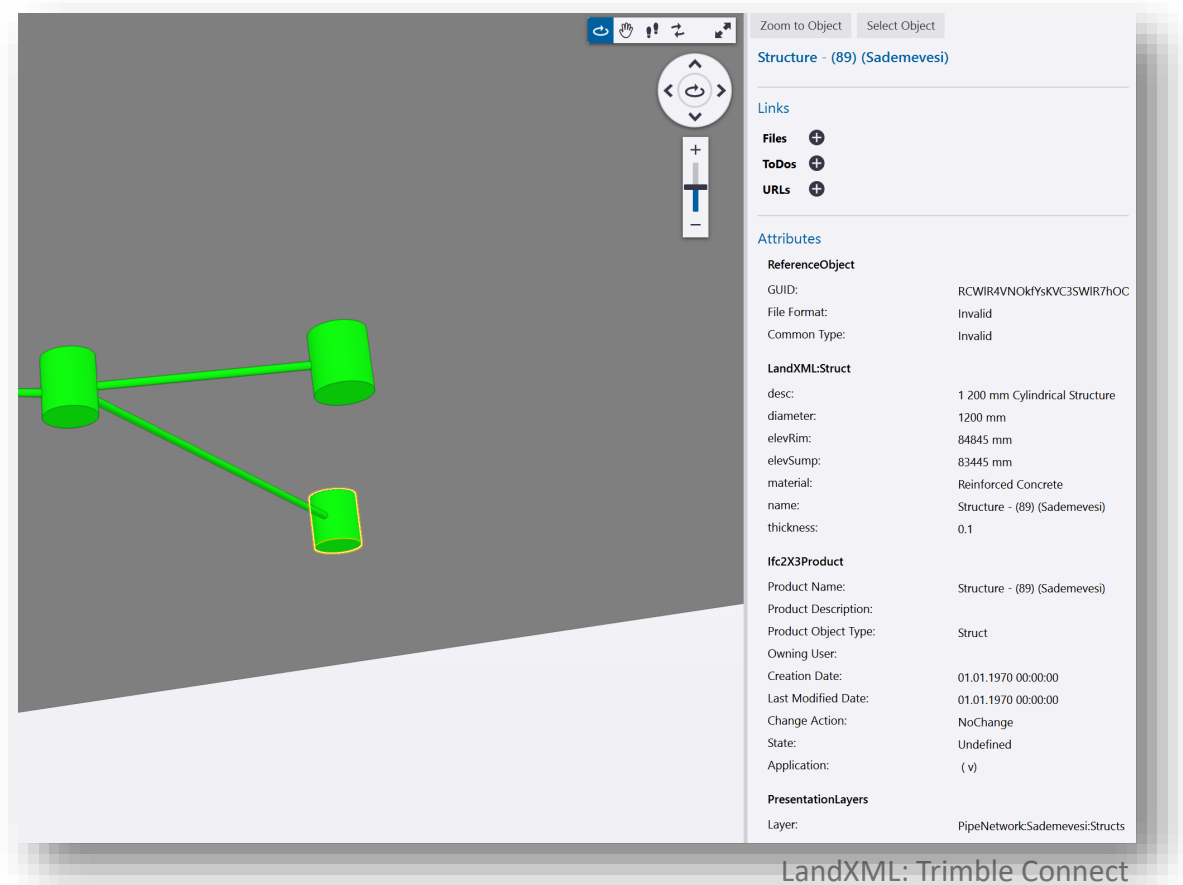 Zoom to Object Select Object
Structure - (89) (Sademevesi)
Links
Files
ToDos
URLs
Attributes
ReferenceObject
GUID: RCWlR4VNOkfYsKVC3SWlR7hOC
File Format: Invalid
Common Type: Invalid
LandXML:Struct
desc: 1 200 mm Cylindrical Structure
diameter: 1200 mm
elevRim: 84845 mm
elevSump: 83445 mm
material: Reinforced Concrete
name: Structure - (89) (Sademevesi)
thickness: 0.1
Ifc2X3Product
Product Name: Structure - (89) (Sademevesi)
Product Description:
Product Object Type: Struct
Owning User:
Creation Date: 01.01.1970 00:00:00
Last Modified Date: 01.01.1970 00:00:00
Change Action: NoChange
State: Undefined
Application: ( v)
PresentationLayers
Layer: PipeNetwork:Sademevesi:Structs
LandXML: Trimble Connect